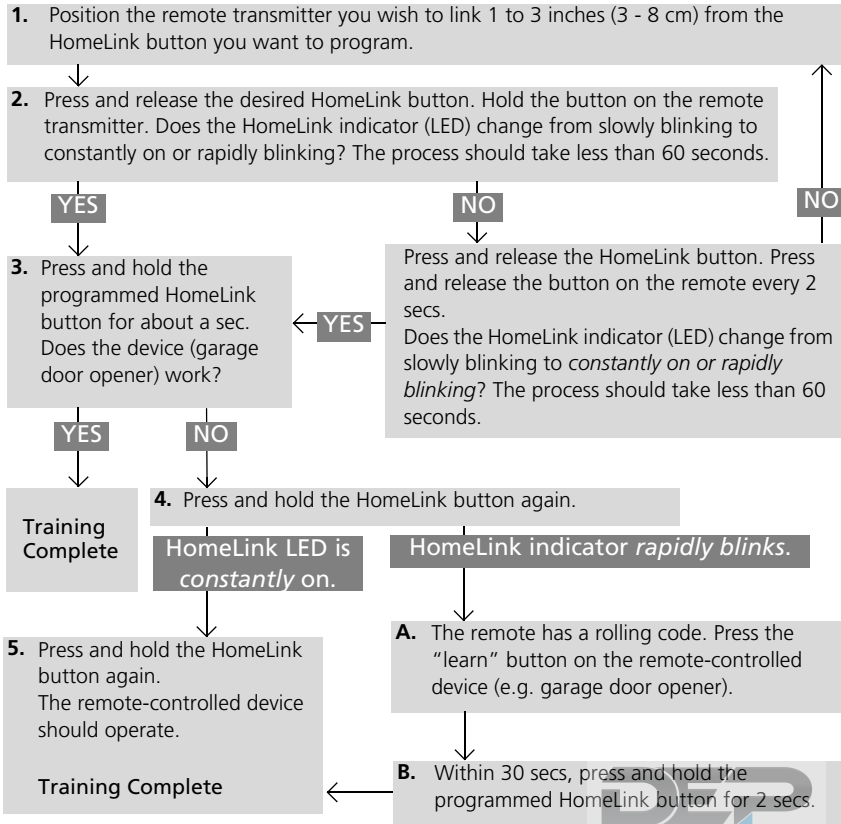 1. Position the remote transmitter you wish to link 1 to 3 inches (3 - 8 cm) from the
HomeLink button you want to program.
2. Press and release the desired HomeLink button. Hold the button on the remote
transmitter. Does the HomeLink indicator (LED) change from slowly blinking to
constantly on or rapidly blinking? The process should take less than 60 seconds.
YES
NO
NO
3. Press and hold the
programmed HomeLink
button for about a sec.
Does the device (garage
door opener) work?
YES
Press and release the HomeLink button. Press
and release the button on the remote every 2
secs.
Does the HomeLink indicator (LED) change from
slowly blinking to constantly on or rapidly
blinking? The process should take less than 60
seconds.
YES
NO
Training
Complete
4. Press and hold the HomeLink button again.
HomeLink LED is
constantly on.
HomeLink indicator rapidly blinks.
A. The remote has a rolling code. Press the
“learn” button on the remote-controlled
device (e.g. garage door opener).
5. Press and hold the HomeLink
button again.
The remote-controlled device
should operate.
Training Complete
B. Within 30 secs, press and hold the
programmed HomeLink button for 2 secs.